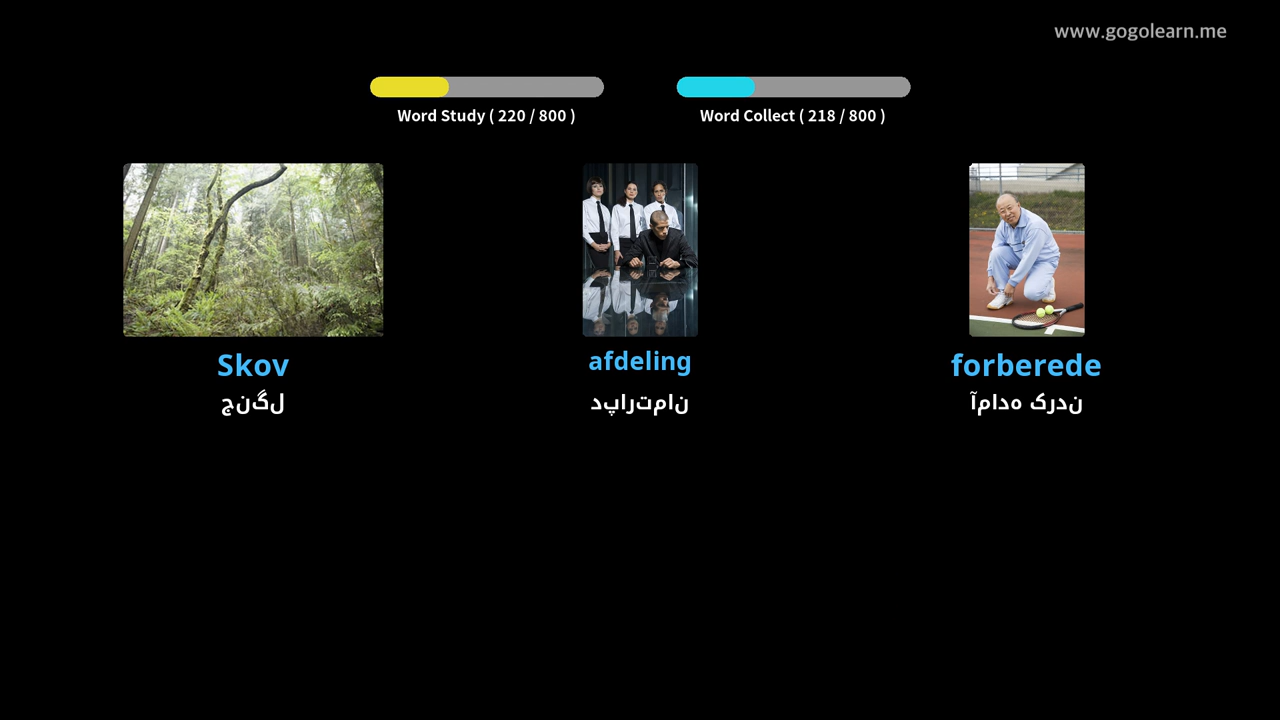 www.gogolearn.me
Word Study ( 220 / 800 )
Word Collect ( 218 / 800 )
Skov
جنگل
afdeling
دپارتمان
forberede
آماده کردن